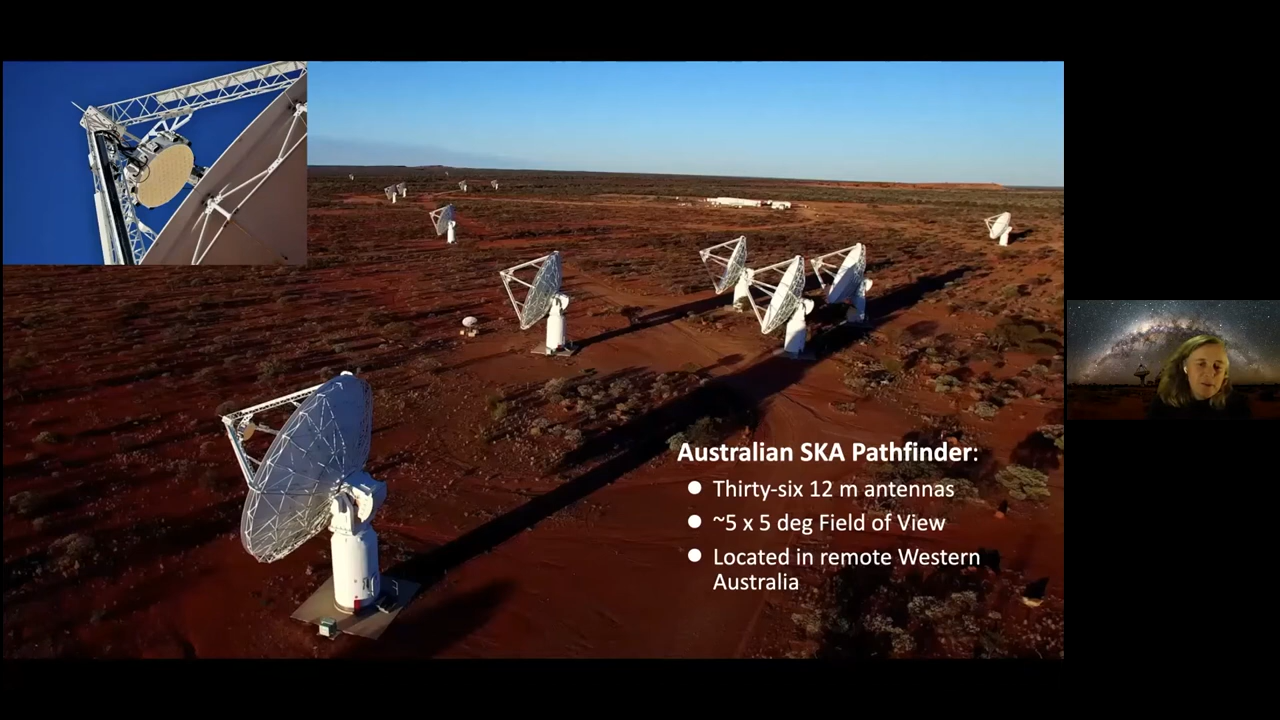 Australian SKA Pathfinder:
● Thirty-six 12 m antennas
● ~5 x 5 deg Field of View
● Located in remote Western
Australia